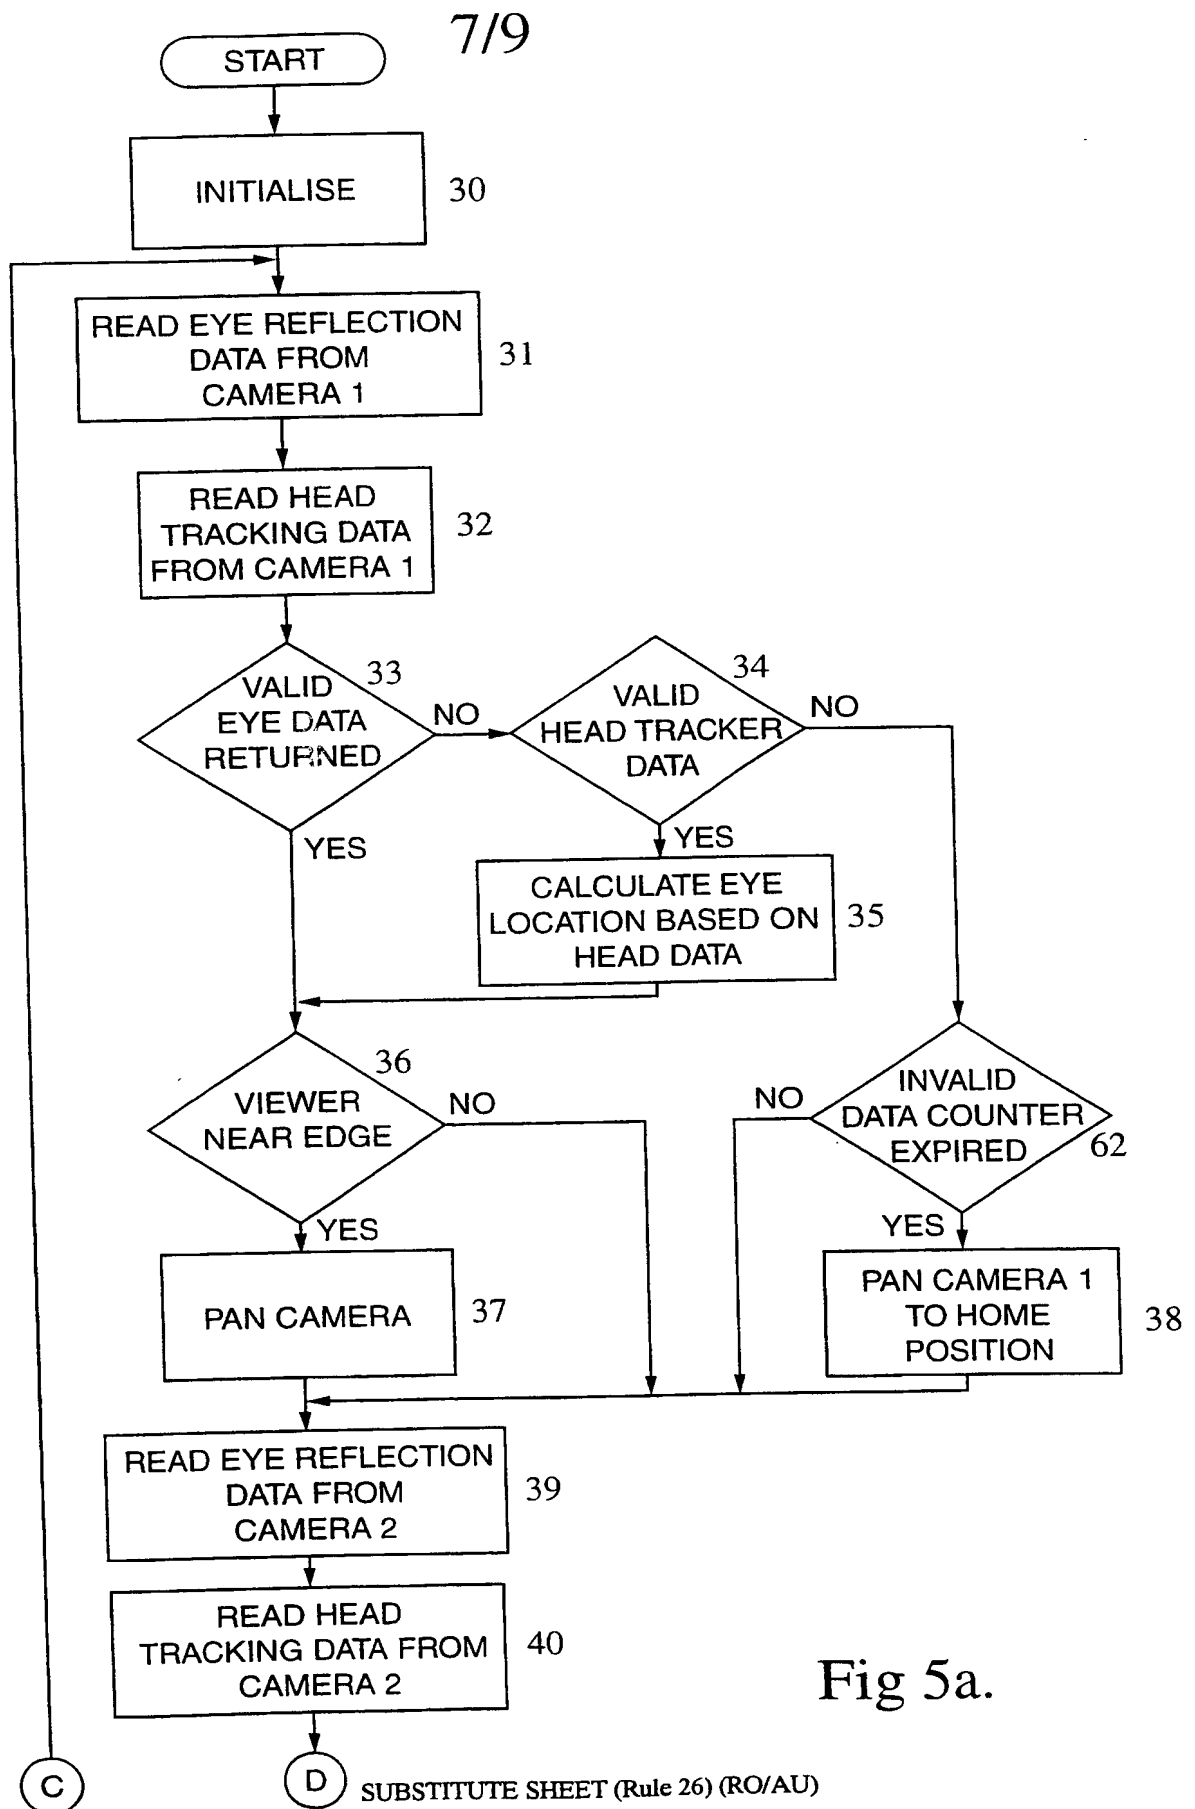 7/9
START
INITIALISE
30
READ EYE REFLECTION
DATA FROM
CAMERA 1
31
READ HEAD
TRACKING DATA
FROM CAMERA 1
32
33
VALID
EYE DATA
RETURNED
NO
YES
34
VALID
HEAD TRACKER
DATA
NO
YES
CALCULATE EYE
LOCATION BASED ON
HEAD DATA
35
36
VIEWER
NEAR EDGE
NO
YES
INVALID
DATA COUNTER
EXPIRED
62
NO
YES
PAN CAMERA
37
PAN CAMERA 1
TO HOME
POSITION
38
READ EYE REFLECTION
DATA FROM
CAMERA 2
39
READ HEAD
TRACKING DATA FROM
CAMERA 2
40
Fig 5a.
C
D
SUBSTITUTE SHEET (Rule 26) (RO/AU)